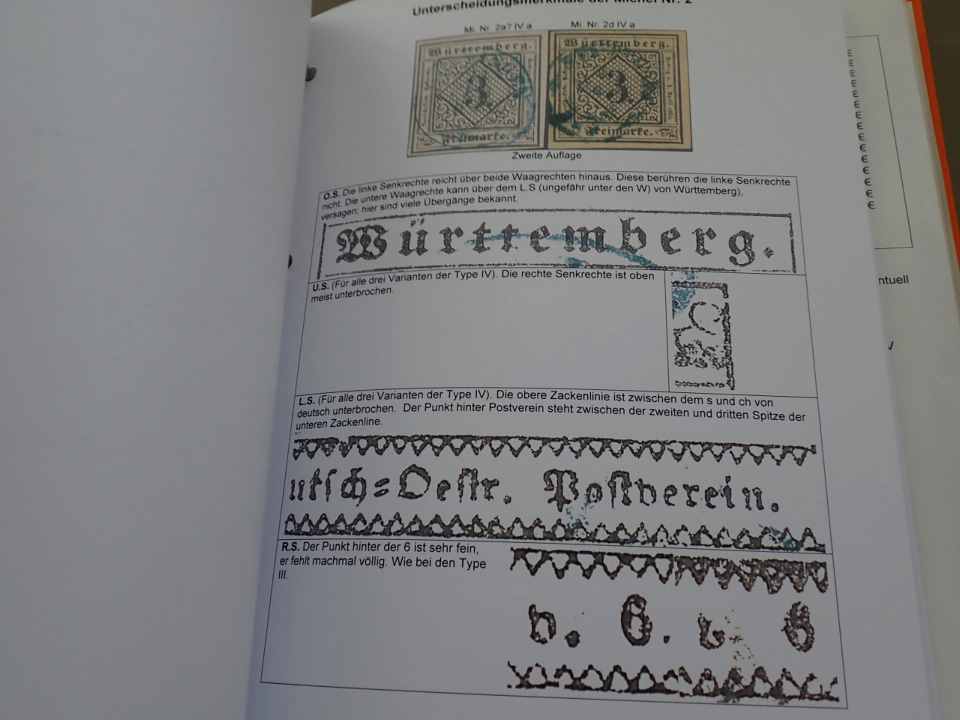 Unterscheidungsmerkmale der Michel Nr. 2
Mi. Nr. 2a? IV a
Mi. Nr. 2d IV a
Württemberg.
3
Freimarke.
Württemberg.
3
Freimarke.
Zweite Auflage
O.S. Die linke Senkrechte reicht über beide Waagrechten hinaus. Diese berühren die linke Senkrechte
nicht. Die untere Waagrechte kann über dem L.S (ungefähr unter den W) von Württemberg),
versagen; hier sind viele Übergänge bekannt.
Württemberg.
U.S. (Für alle drei Varianten der Type IV). Die rechte Senkrechte ist oben
meist unterbrochen.
L.S. (Für alle drei Varianten der Type IV). Die obere Zackenlinie ist zwischen dem s und ch von
deutsch unterbrochen. Der Punkt hinter Postverein steht zwischen der zweiten und dritten Spitze der
unteren Zackenline.
utsch=Oestr. Postverein.
R.S. Der Punkt hinter der 6 ist sehr fein,
er fehlt machmal völlig. Wie bei den Type
III.
v. 6. v. 6
€
€
€
€
€
€
€
€
€
€
€
€
ntuell